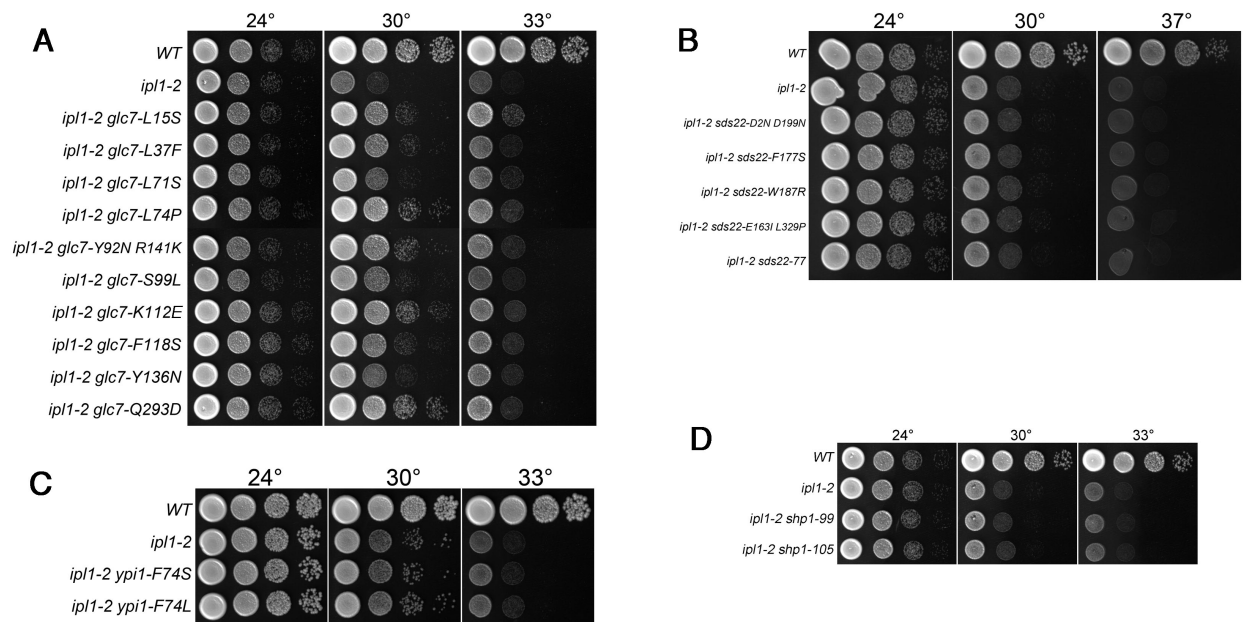 A
24° 30° 33°
WT
ipl1-2
ipl1-2 glc7-L15S
ipl1-2 glc7-L37F
ipl1-2 glc7-L71S
ipl1-2 glc7-L74P
ipl1-2 glc7-Y92N R141K
ipl1-2 glc7-S99L
ipl1-2 glc7-K112E
ipl1-2 glc7-F118S
ipl1-2 glc7-Y136N
ipl1-2 glc7-Q293D
B
24° 30° 37°
WT
ipl1-2
ipl1-2 sds22-D2N D199N
ipl1-2 sds22-F177S
ipl1-2 sds22-W187R
ipl1-2 sds22-E163I L329P
ipl1-2 sds22-77
C
24° 30° 33°
WT
ipl1-2
ipl1-2 ypi1-F74S
ipl1-2 ypi1-F74L
D
24° 30° 33°
WT
ipl1-2
ipl1-2 shp1-99
ipl1-2 shp1-105